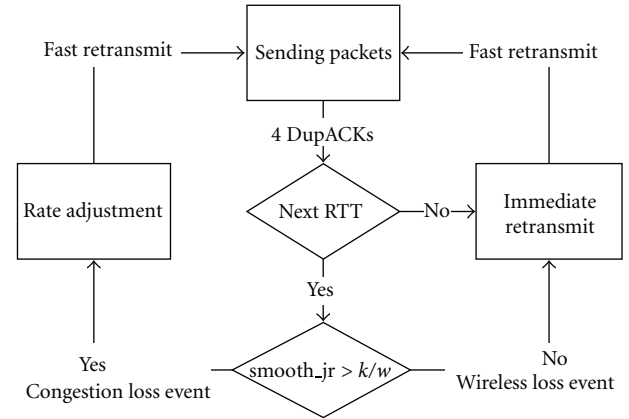 Fast retransmit
Sending packets
Fast retransmit
4 DupACKs
Rate adjustment
Next RTT
No
Immediate
retransmit
Yes
Yes
Congestion loss event
smooth_jr > k/w
No
Wireless loss event